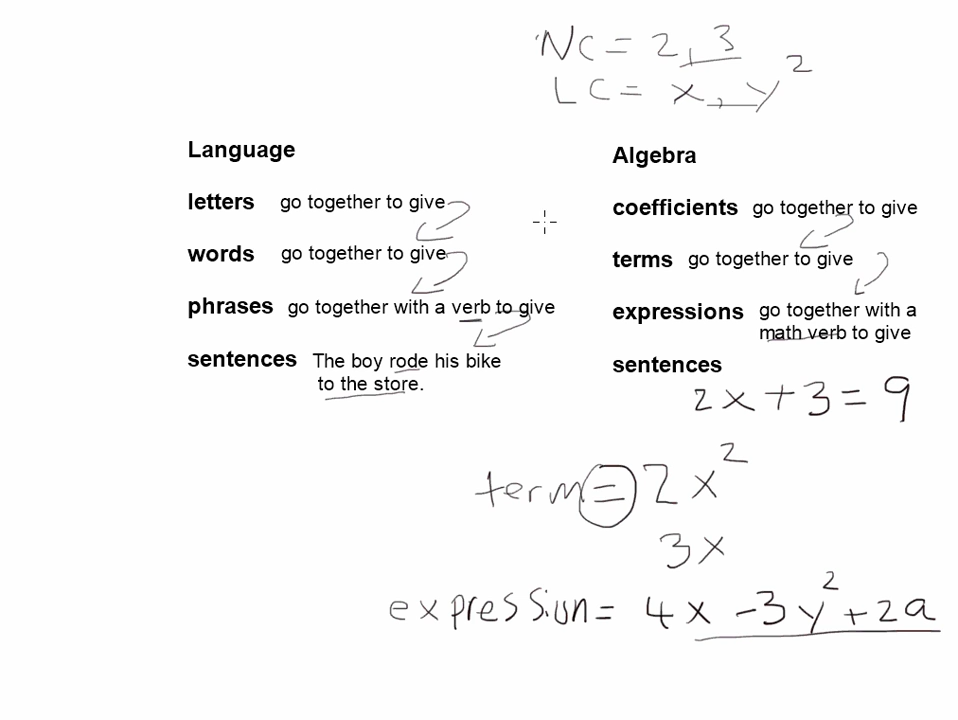 NC = 2, 3
LC = x, y²
Language
letters go together to give
words go together to give
phrases go together with a verb to give
sentences The boy rode his bike
to the store.
Algebra
coefficients go together to give
terms go together to give
expressions go together with a
math verb to give
sentences
2x + 3 = 9
term = 2x²
3x
expression = 4x - 3y² + 2a